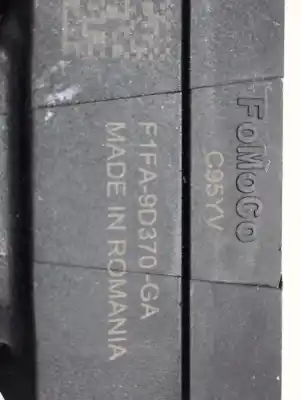 FoMoCo
C95YV
F1FA-9D370-GA
MADE IN ROMANIA